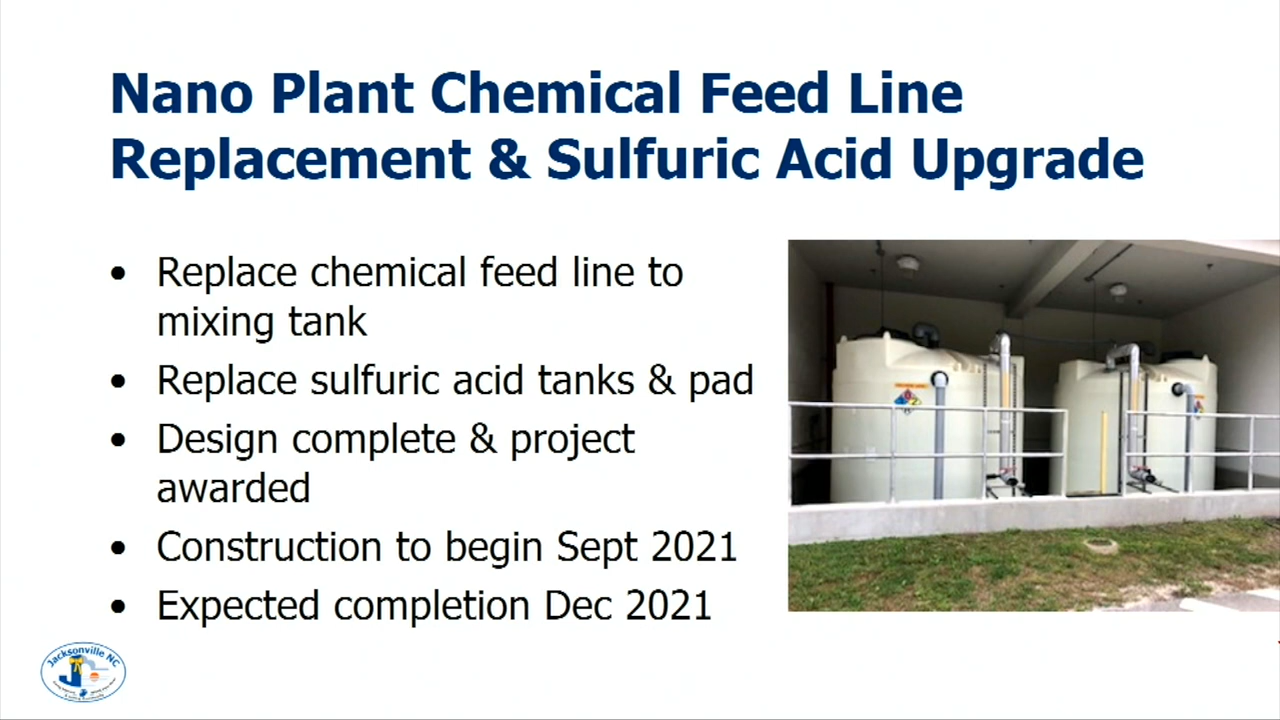 Nano Plant Chemical Feed Line
Replacement & Sulfuric Acid Upgrade
• Replace chemical feed line to
mixing tank
• Replace sulfuric acid tanks & pad
• Design complete & project
awarded
• Construction to begin Sept 2021
• Expected completion Dec 2021
Jacksonville NC